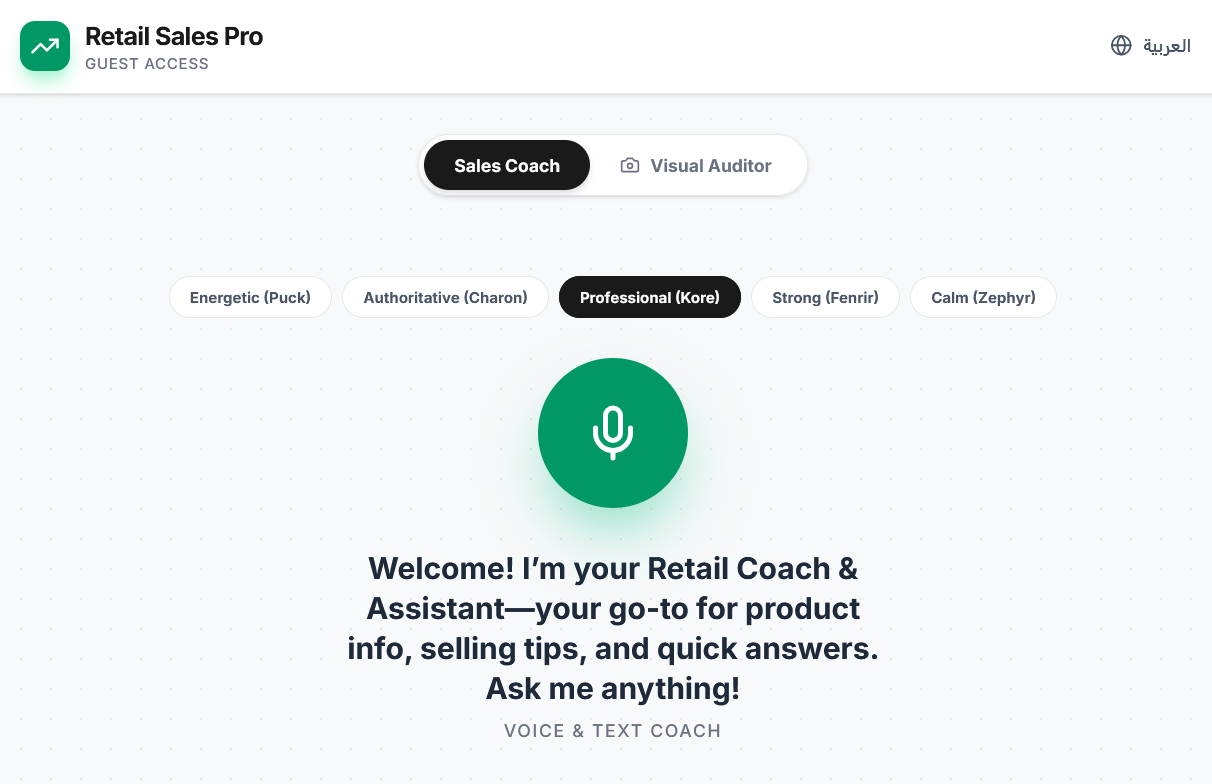 Retail Sales Pro
GUEST ACCESS
العربية
Sales Coach
Visual Auditor
Energetic (Puck)
Authoritative (Charon)
Professional (Kore)
Strong (Fenrir)
Calm (Zephyr)
Welcome! I’m your Retail Coach &
Assistant—your go-to for product
info, selling tips, and quick answers.
Ask me anything!
VOICE & TEXT COACH